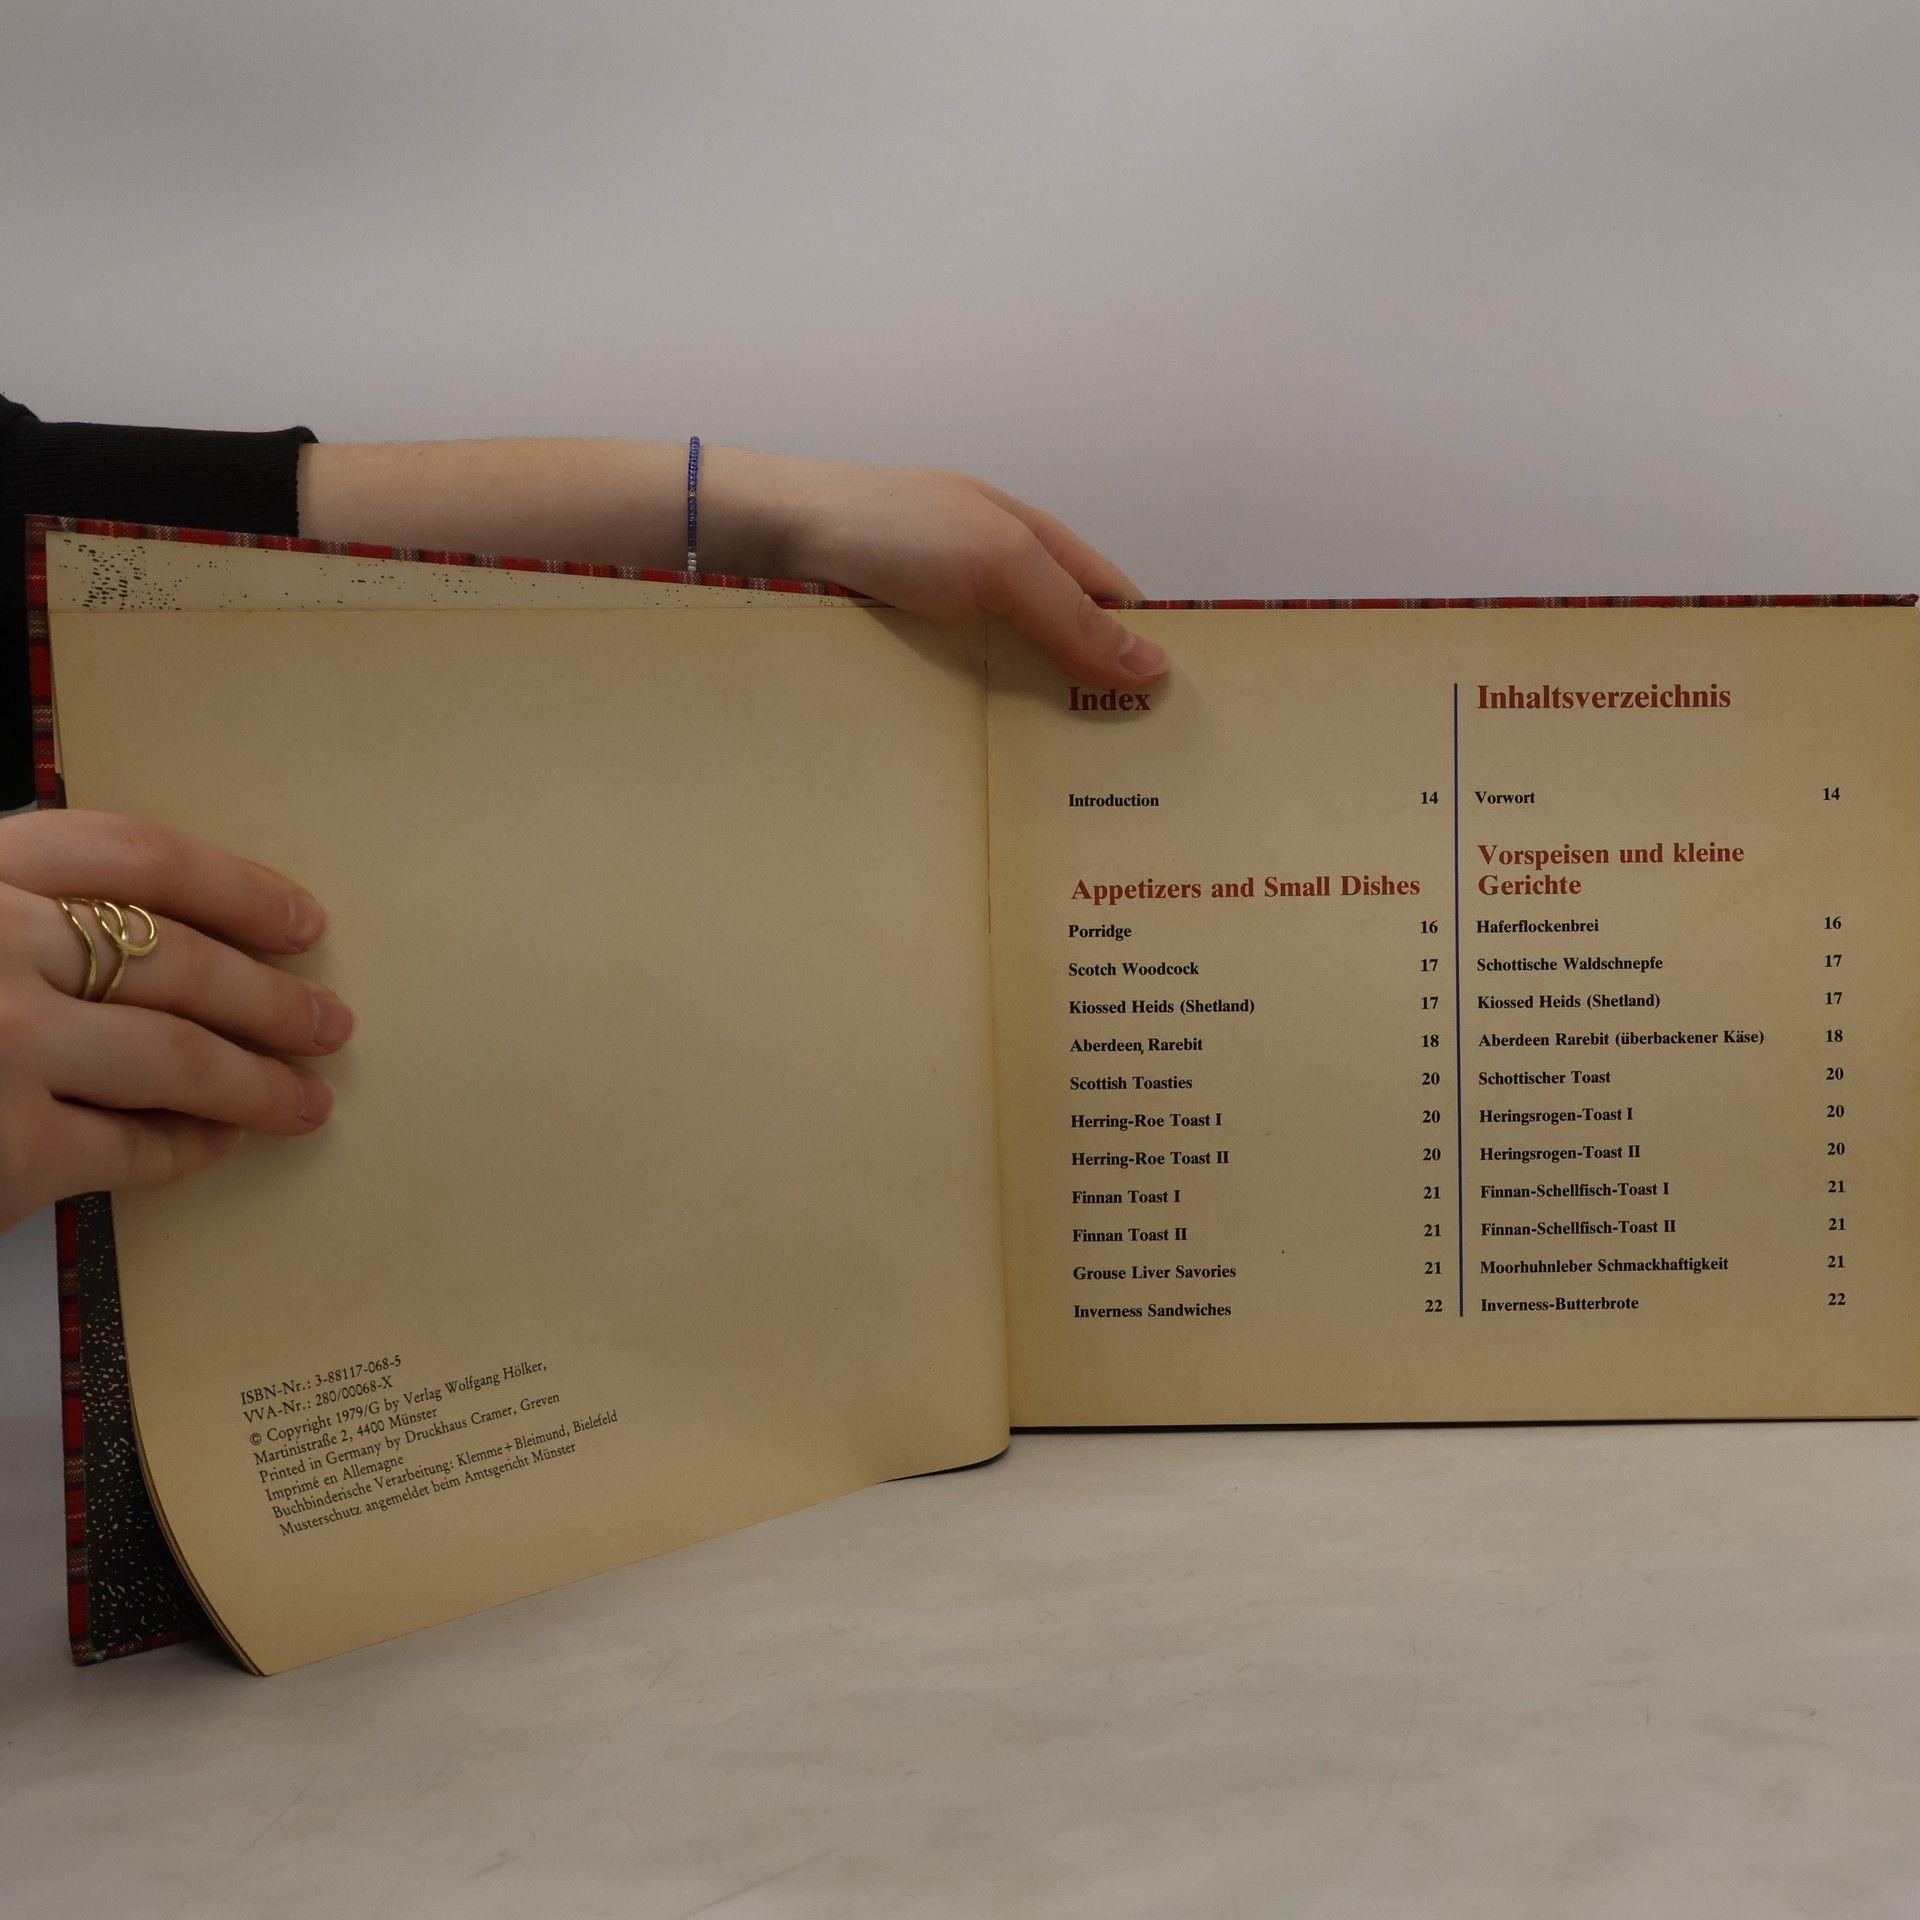 ISBN-Nr.: 3-88117-068-5
VVA-Nr.: 280/00068-X
© Copyright 1979/G by Verlag Wolfgang Hölker,
Martinistraße 2, 4400 Münster
Printed in Germany by Druckhaus Cramer, Greven
Imprimé en Allemagne
Buchbinderische Verarbeitung: Klemme+Bleimund, Bielefeld
Musterschutz angemeldet beim Amtsgericht Münster
Index
Introduction 14
Appetizers and Small Dishes
Porridge 16
Scotch Woodcock 17
Kiossed Heids (Shetland) 17
Aberdeen, Rarebit 18
Scottish Toasties 20
Herring-Roe Toast I 20
Herring-Roe Toast II 20
Finnan Toast I 21
Finnan Toast II 21
Grouse Liver Savories 21
Inverness Sandwiches 22
Inhaltsverzeichnis
Vorwort 14
Vorspeisen und kleine
Gerichte
Haferflockenbrei 16
Schottische Waldschnepfe 17
Kiossed Heids (Shetland) 17
Aberdeen Rarebit (überbackener Käse) 18
Schottischer Toast 20
Heringsrogen-Toast I 20
Heringsrogen-Toast II 20
Finnan-Schellfisch-Toast I 21
Finnan-Schellfisch-Toast II 21
Moorhuhnleber Schmackhaftigkeit 21
Inverness-Butterbrote 22